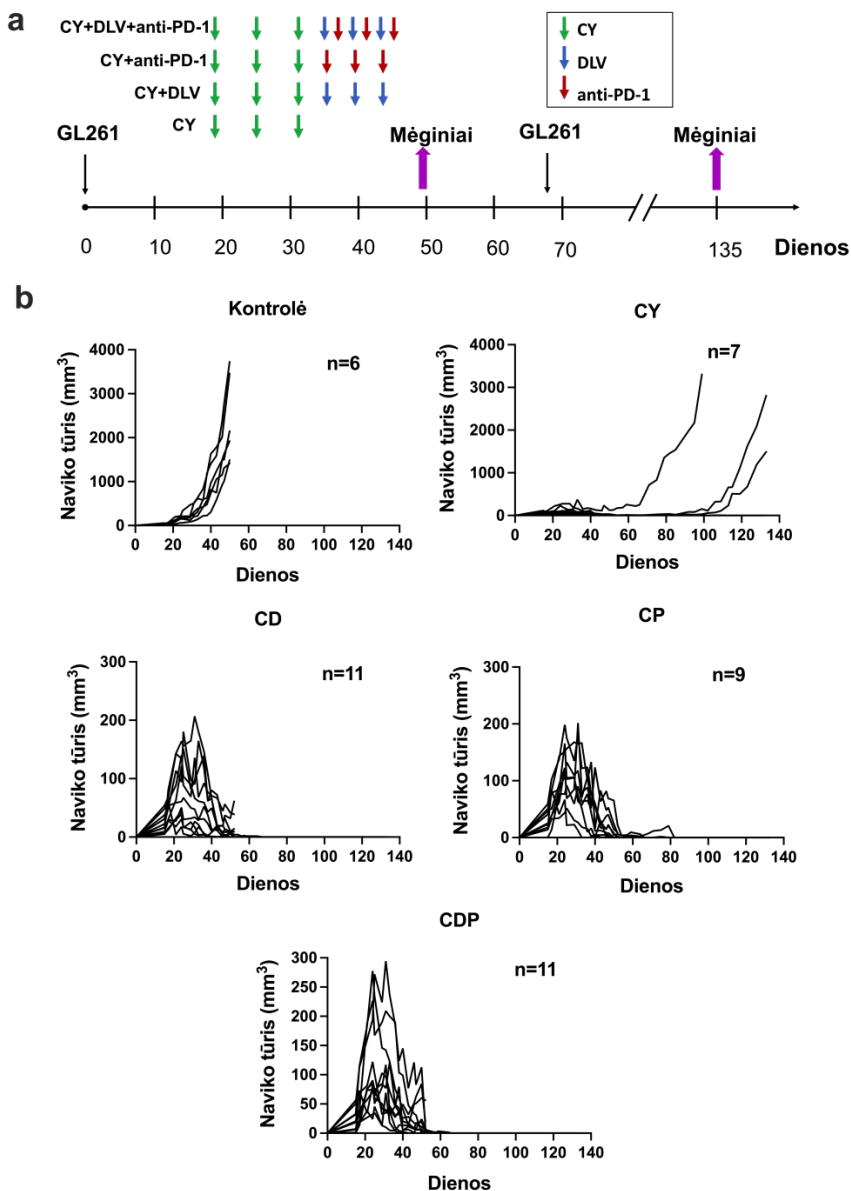 a
CY+DLV+anti-PD-1
CY+anti-PD-1
CY+DLV
CY
CY
DLV
anti-PD-1
GL261
Mėginiai
GL261
Mėginiai
0 10 20 30 40 50 60 70 135 Dienos
b
Kontrolė
n=6
Naviko tūris (mm³)
4000
3000
2000
1000
0
0 20 40 60 80 100 120 140
Dienos
CY
n=7
Naviko tūris (mm³)
4000
3000
2000
1000
0
0 20 40 60 80 100 120 140
Dienos
CD
n=11
Naviko tūris (mm³)
300
200
100
0
0 20 40 60 80 100 120 140
Dienos
CP
n=9
Naviko tūris (mm³)
300
200
100
0
0 20 40 60 80 100 120 140
Dienos
CDP
n=11
Naviko tūris (mm³)
300
250
200
150
100
50
0
0 20 40 60 80 100 120 140
Dienos